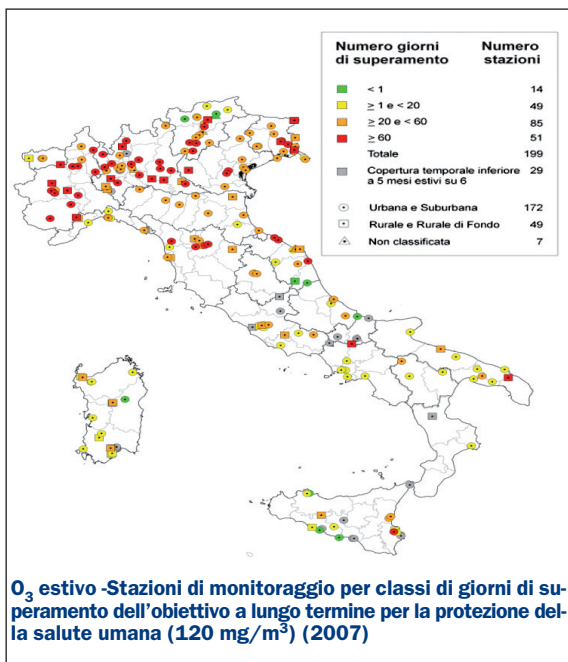 Numero giorni di superamento Numero stazioni
< 1 14
≥ 1 e < 20 49
≥ 20 e < 60 85
≥ 60 51
Totale 199
Copertura temporale inferiore a 5 mesi estivi su 6 29
Urbana e Suburbana 172
Rurale e Rurale di Fondo 49
Non classificata 7
O₃ estivo -Stazioni di monitoraggio per classi di giorni di su-
peramento dell'obiettivo a lungo termine per la protezione del-
la salute umana (120 mg/m³) (2007)